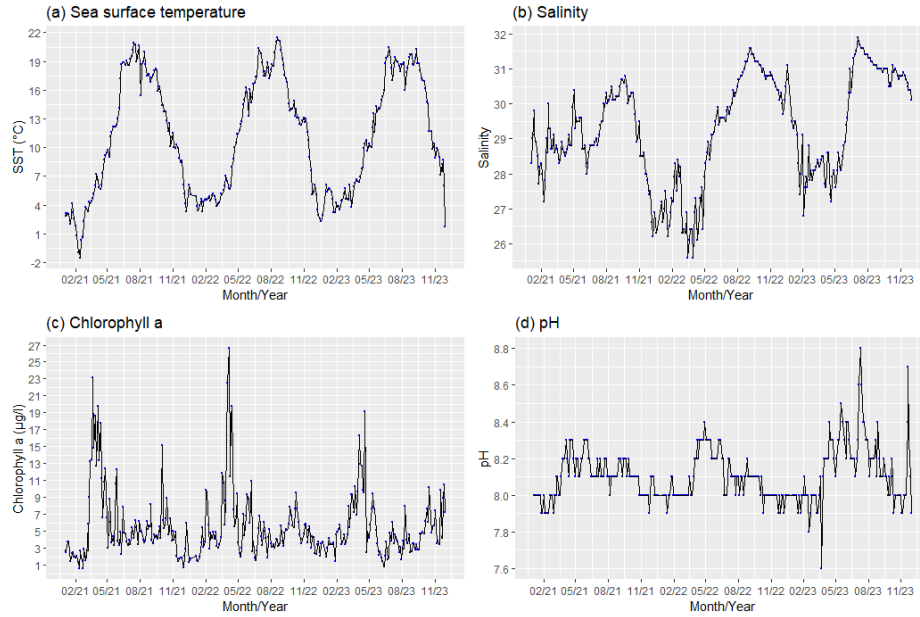 (a) Sea surface temperature
22
19
16
13
10
7
4
1
-2
SST (°C)
02/21 05/21 08/21 11/21 02/22 05/22 08/22 11/22 02/23 05/23 08/23 11/23
Month/Year
(b) Salinity
32
31
30
29
28
27
26
Salinity
02/21 05/21 08/21 11/21 02/22 05/22 08/22 11/22 02/23 05/23 08/23 11/23
Month/Year
(c) Chlorophyll a
27
25
23
21
19
17
15
13
11
9
7
5
3
1
Chlorophyll a (µg/l)
02/21 05/21 08/21 11/21 02/22 05/22 08/22 11/22 02/23 05/23 08/23 11/23
Month/Year
(d) pH
8.8
8.6
8.4
8.2
8.0
7.8
7.6
pH
02/21 05/21 08/21 11/21 02/22 05/22 08/22 11/22 02/23 05/23 08/23 11/23
Month/Year